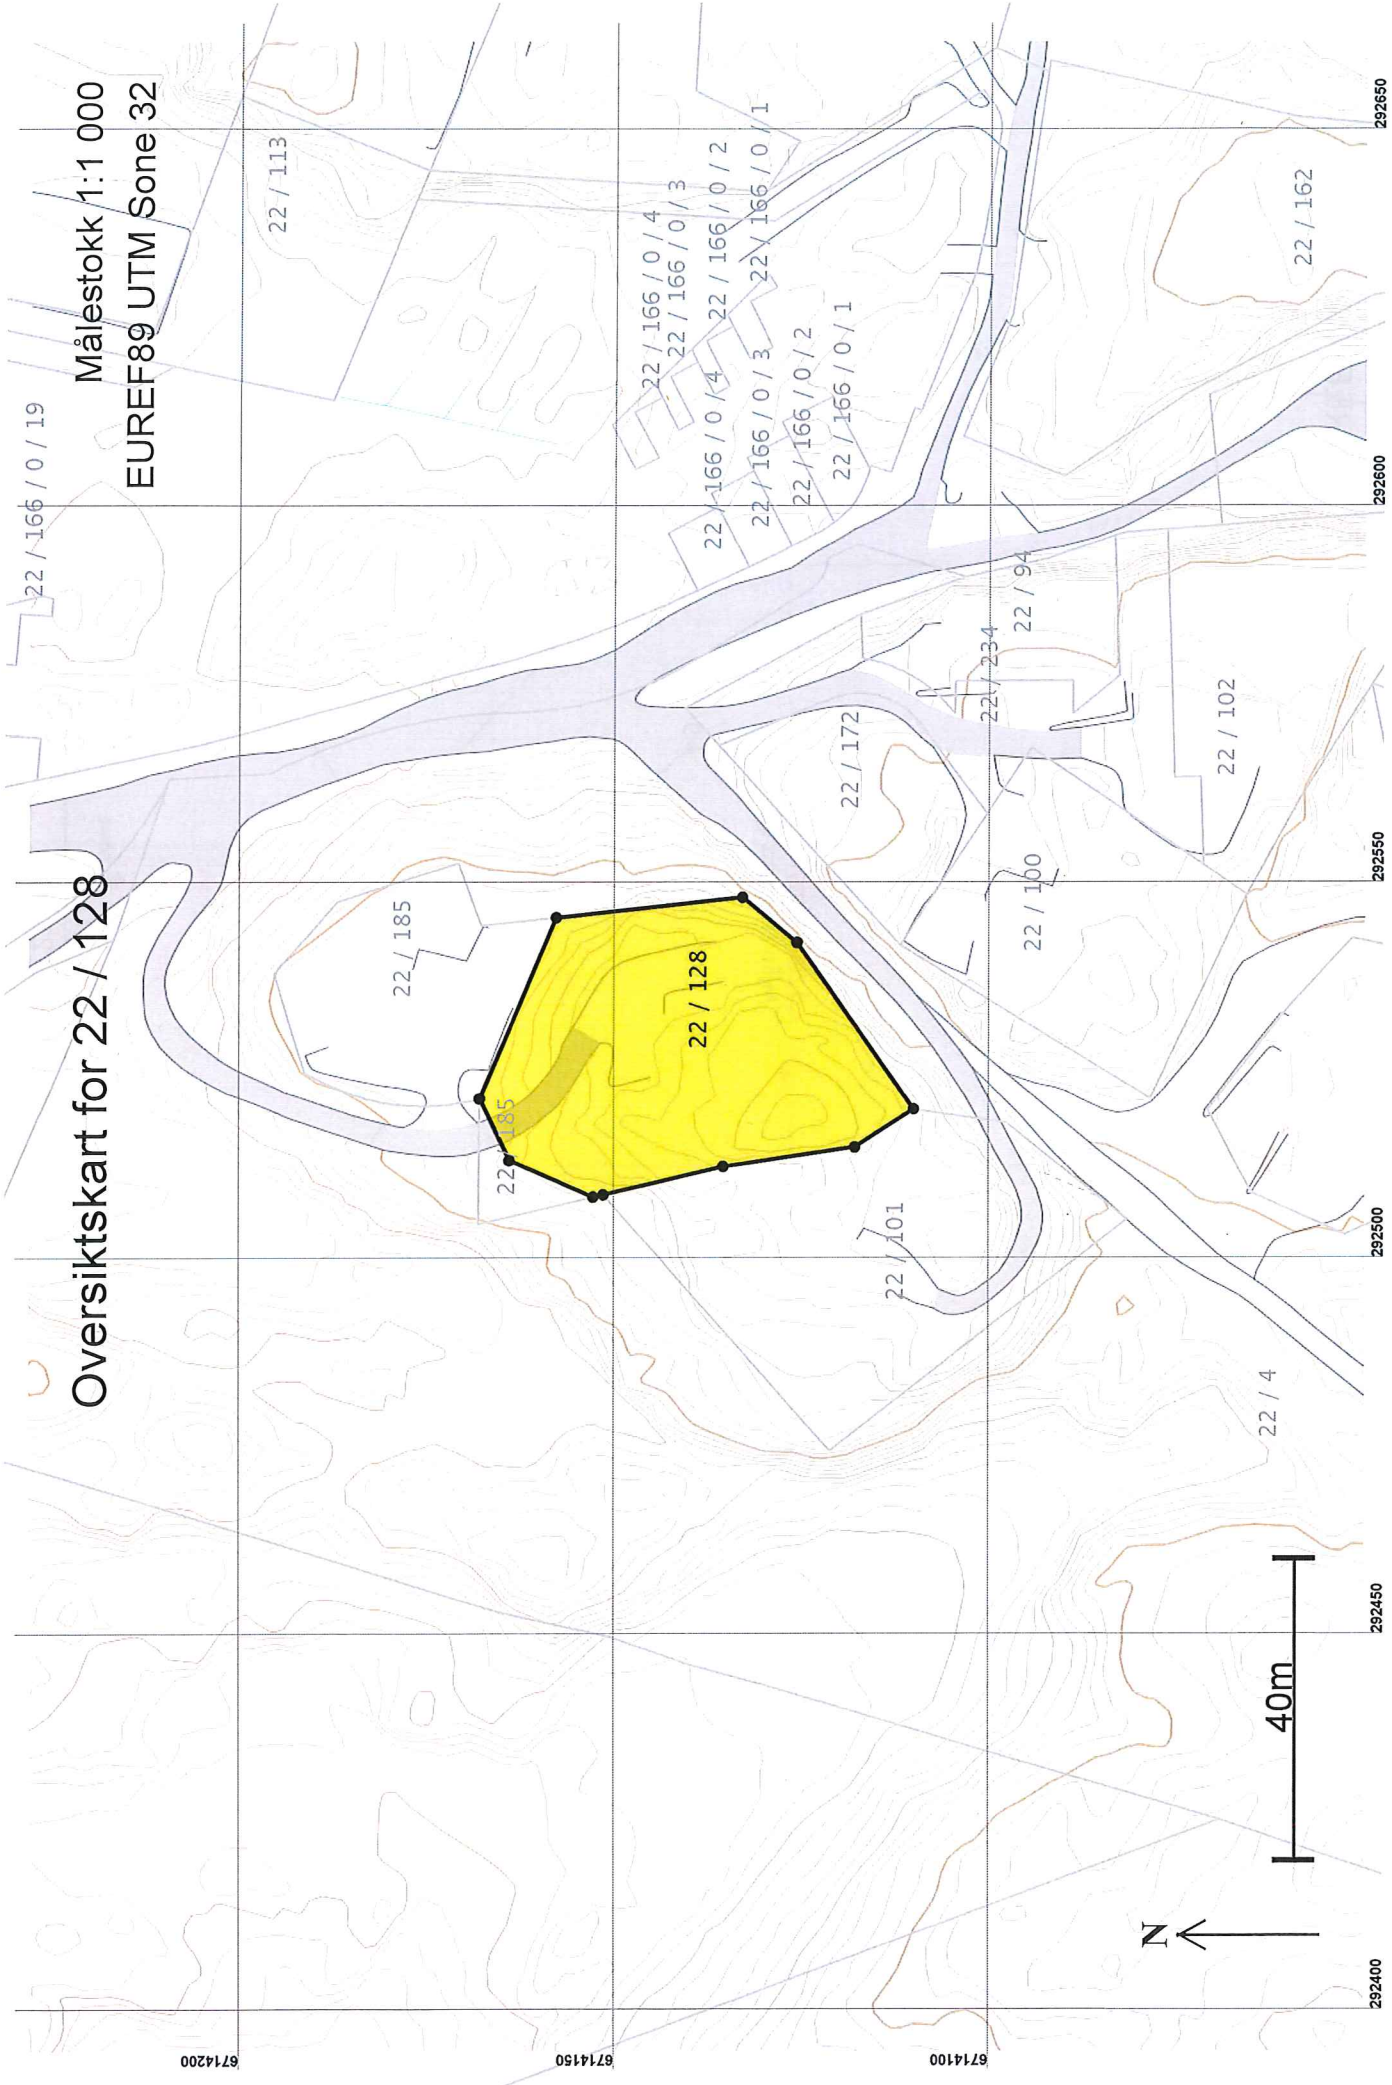 Oversiktskart for 22 / 128
Målestokk 1:1 000
EUREF89 UTM Sone 32
22 / 166 / 0 / 19
22 / 113
22 / 185
22 / 185
22 / 128
22 / 166 / 0 / 4
22 / 166 / 0 / 3
22 / 166 / 0 / 2
22 / 166 / 0 / 1
22 / 166 / 0 / 4
22 / 166 / 0 / 3
22 / 166 / 0 / 2
22 / 166 / 0 / 1
22 / 172
22 / 101
22 / 234
22 / 94
22 / 100
22 / 102
22 / 162
22 / 4
40m
N
6714200
6714150
6714100
292400
292450
292500
292550
292600
292650